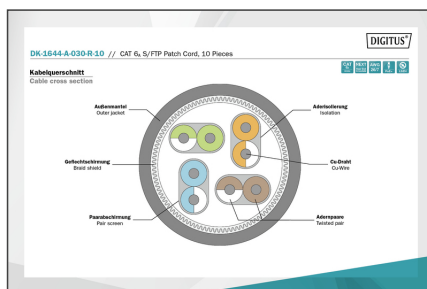 DIGITUS®
DK-1644-A-030-R-10 // CAT 6A S/FTP Patch Cord, 10 Pieces
Kabelquerschnitt
Cable cross section
Außenmantel
Outer jacket
Aderisolierung
Isolation
Geflechtschirmung
Braid shield
Cu-Draht
Cu-Wire
Paarabschirmung
Pair screen
Adernpaare
Twisted pair